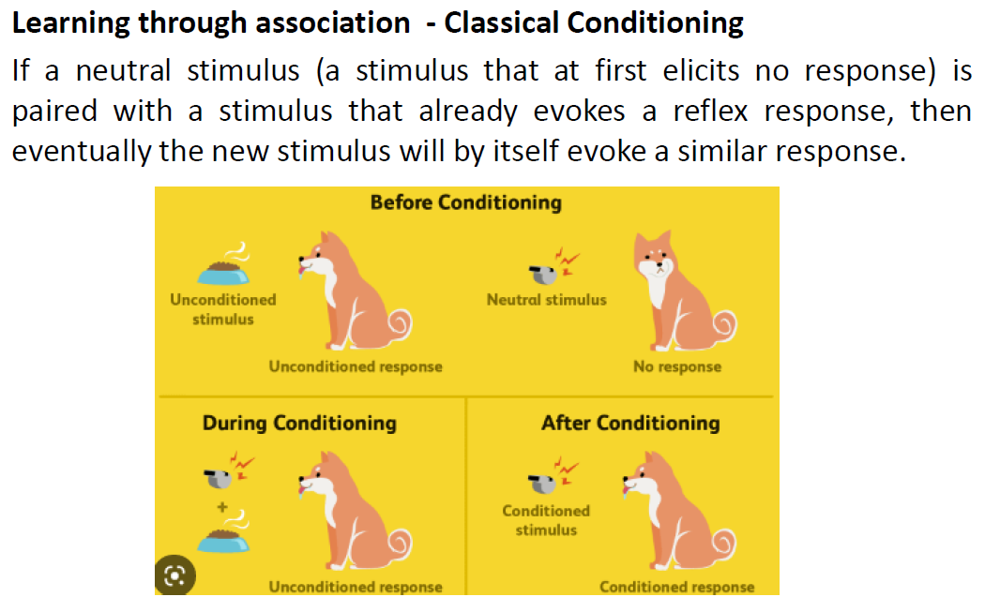 Learning through association - Classical Conditioning
If a neutral stimulus (a stimulus that at first elicits no response) is
paired with a stimulus that already evokes a reflex response, then
eventually the new stimulus will by itself evoke a similar response.
Before Conditioning
Unconditioned
stimulus
Unconditioned response
Neutral stimulus
No response
During Conditioning
+
Unconditioned response
After Conditioning
Conditioned
stimulus
Conditioned response